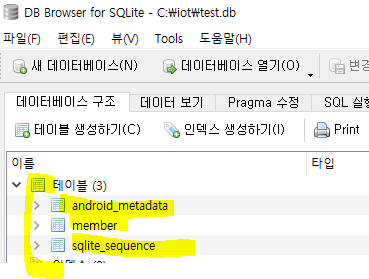 DB Browser for SQLite - C:₩iot₩test.db
파일(F) 편집(E) 뷰(V) Tools 도움말(H)
새 데이터베이스(N) 데이터베이스 열기(O) 변경
데이터베이스 구조 데이터 보기 Pragma 수정 SQL 실행
테이블 생성하기(C) 인덱스 생성하기(I) Print
이름 타입
테이블 (3)
android_metadata
member
sqlite_sequence